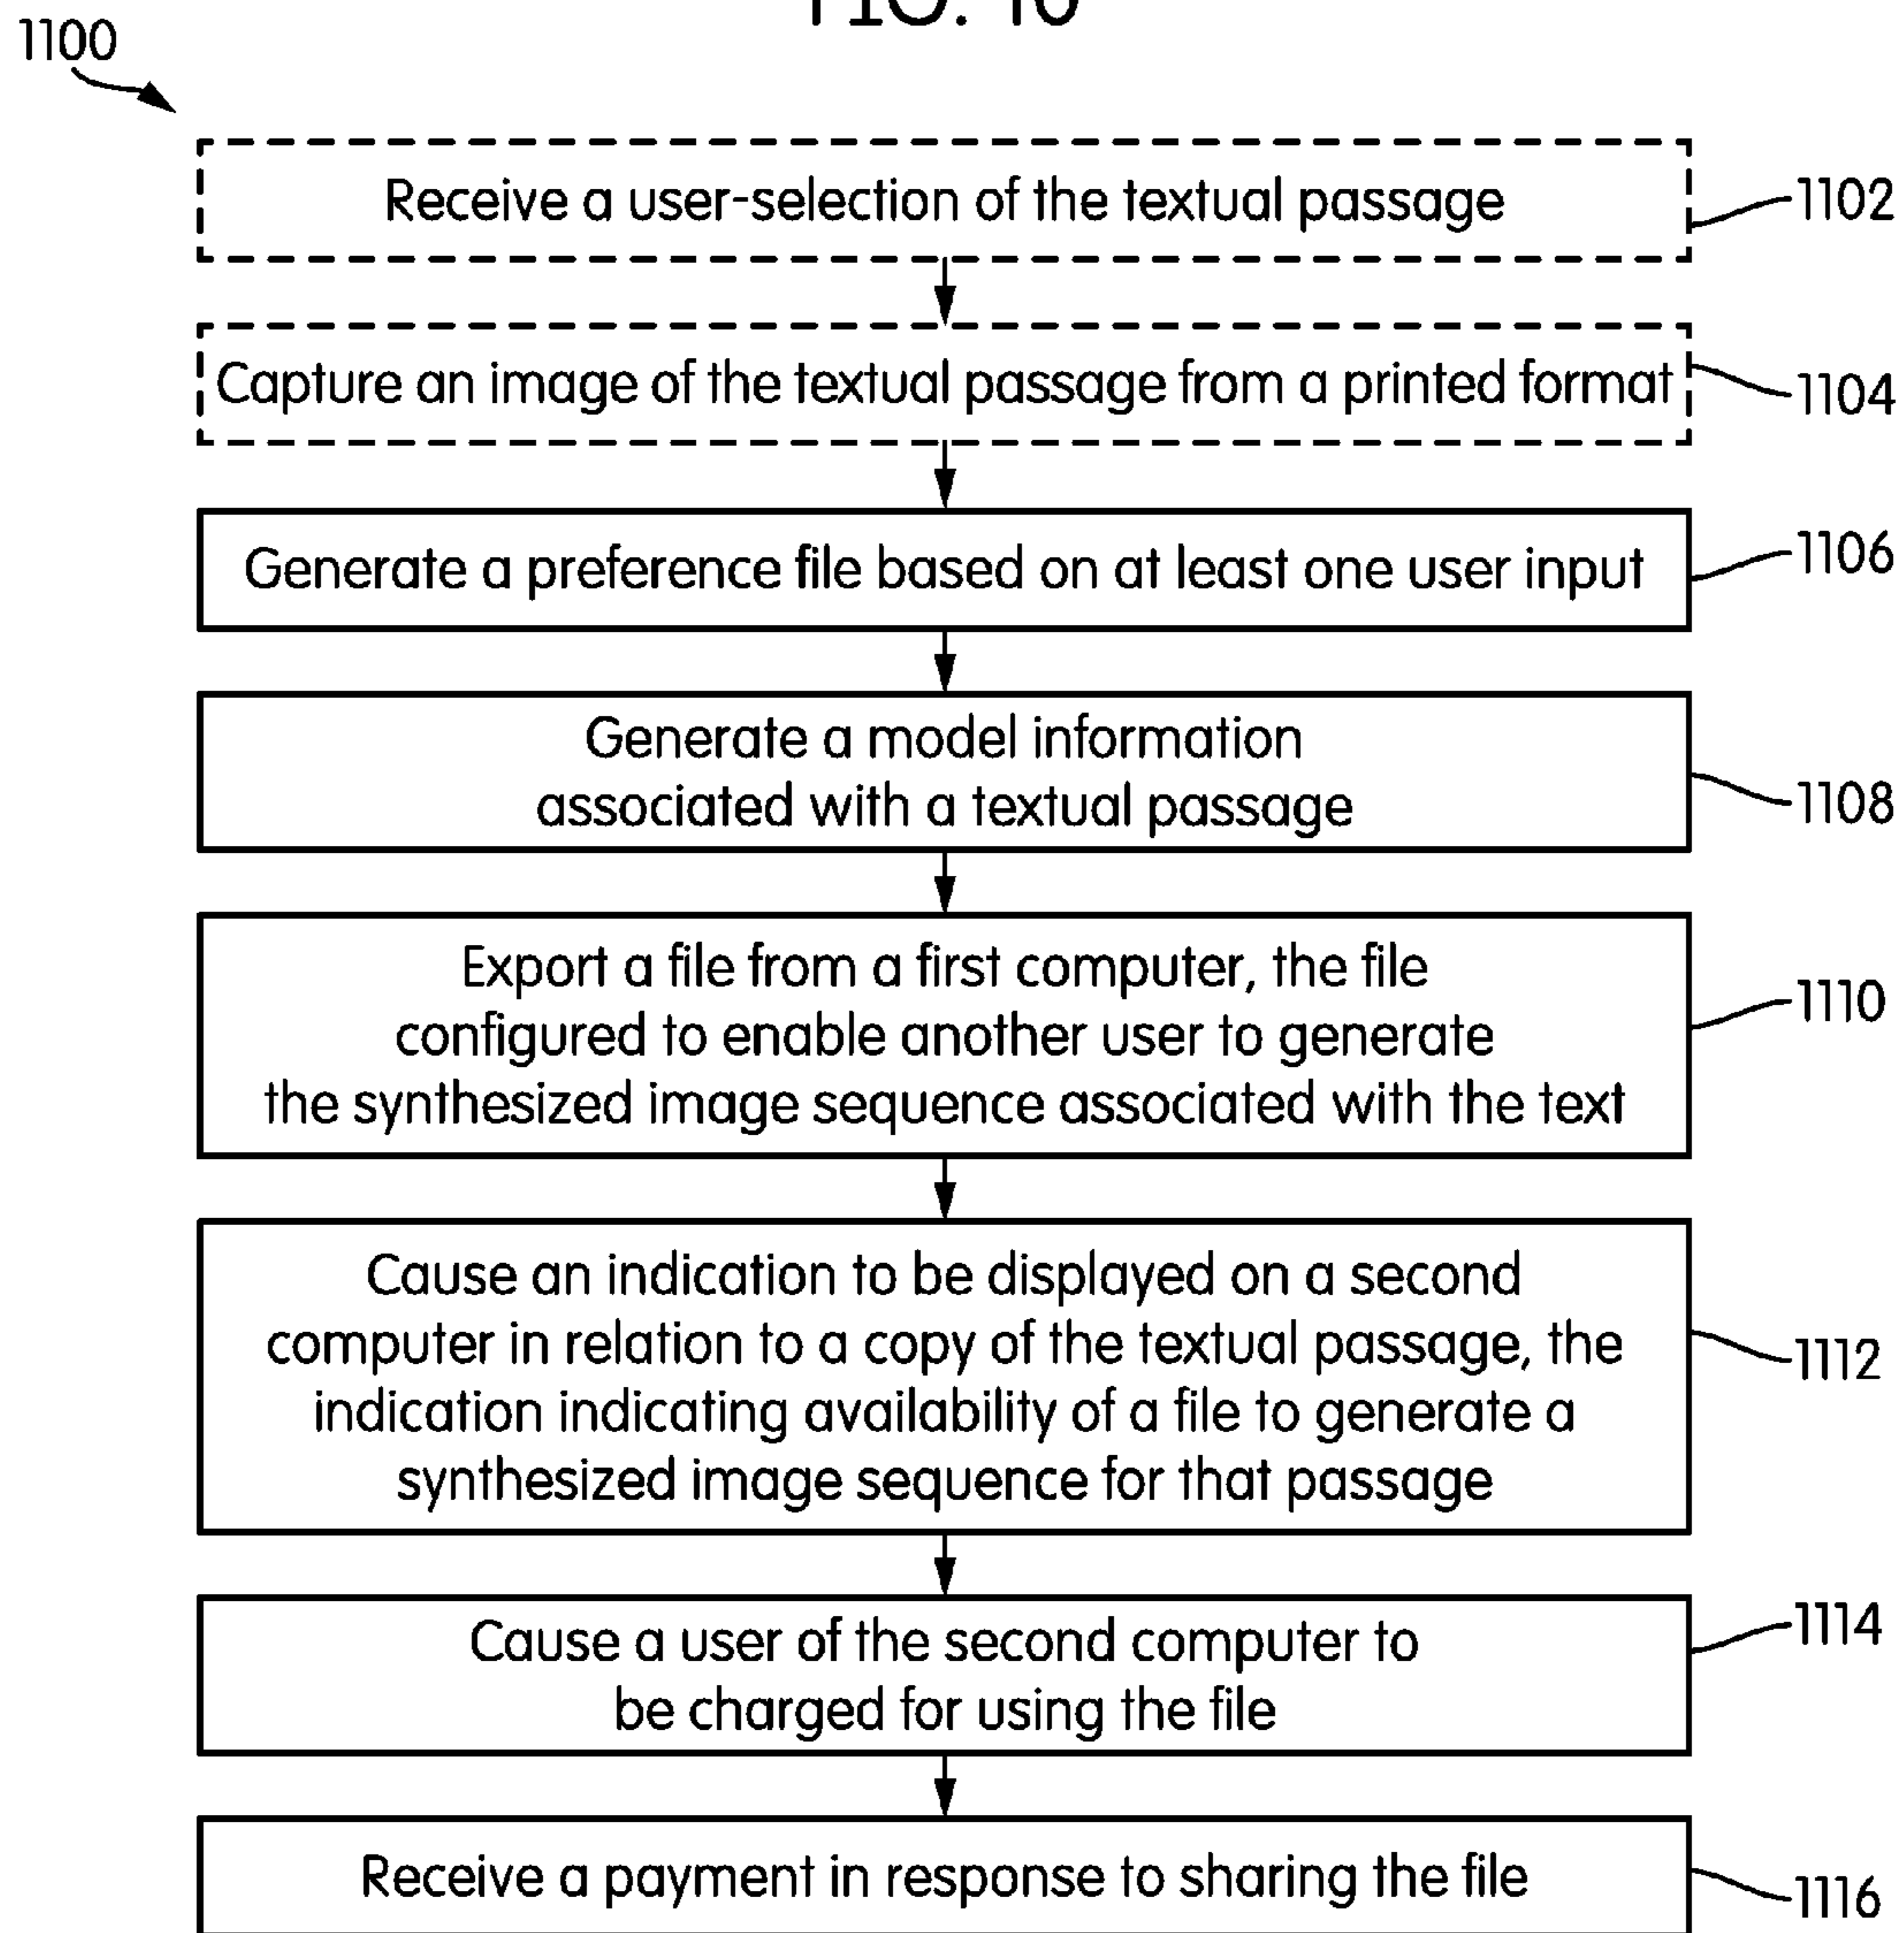 FIG.
1100
Receive a user-selection of the textual passage
1102
Capture an image of the textual passage from a printed format
1104
Generate a preference file based on at least one user input
1106
Generate a model information
associated with a textual passage
1108
Export a file from a first computer, the file
configured to enable another user to generate
the synthesized image sequence associated with the text
1110
Cause an indication to be displayed on a second
computer in relation to a copy of the textual passage, the
indication indicating availability of a file to generate a
synthesized image sequence for that passage
1112
Cause a user of the second computer to
be charged for using the file
1114
Receive a payment in response to sharing the file
1116